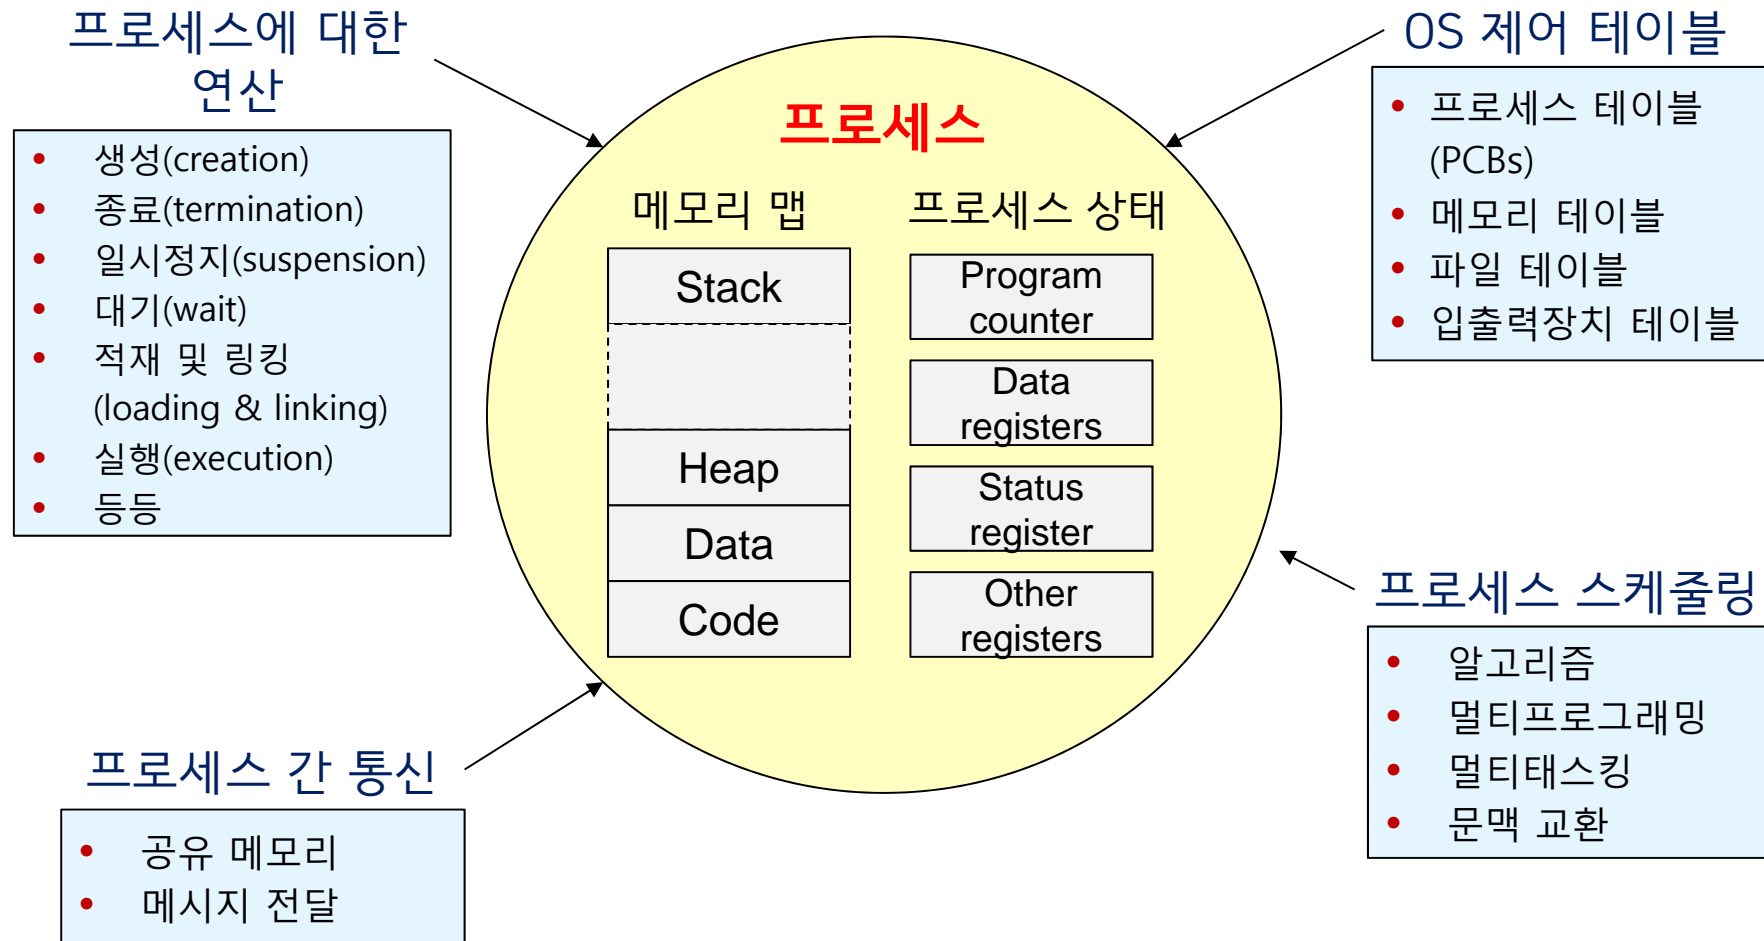 프로세스에 대한
연산
생성(creation)
종료(termination)
일시정지(suspension)
대기(wait)
적재 및 링킹
(loading & linking)
실행(execution)
등등
프로세스
메모리 맵
Stack
Heap
Data
Code
프로세스 상태
Program
counter
Data
registers
Status
register
Other
registers
OS 제어 테이블
프로세스 테이블
(PCBs)
메모리 테이블
파일 테이블
입출력장치 테이블
프로세스 스케줄링
알고리즘
멀티프로그래밍
멀티태스킹
문맥 교환
프로세스 간 통신
공유 메모리
메시지 전달